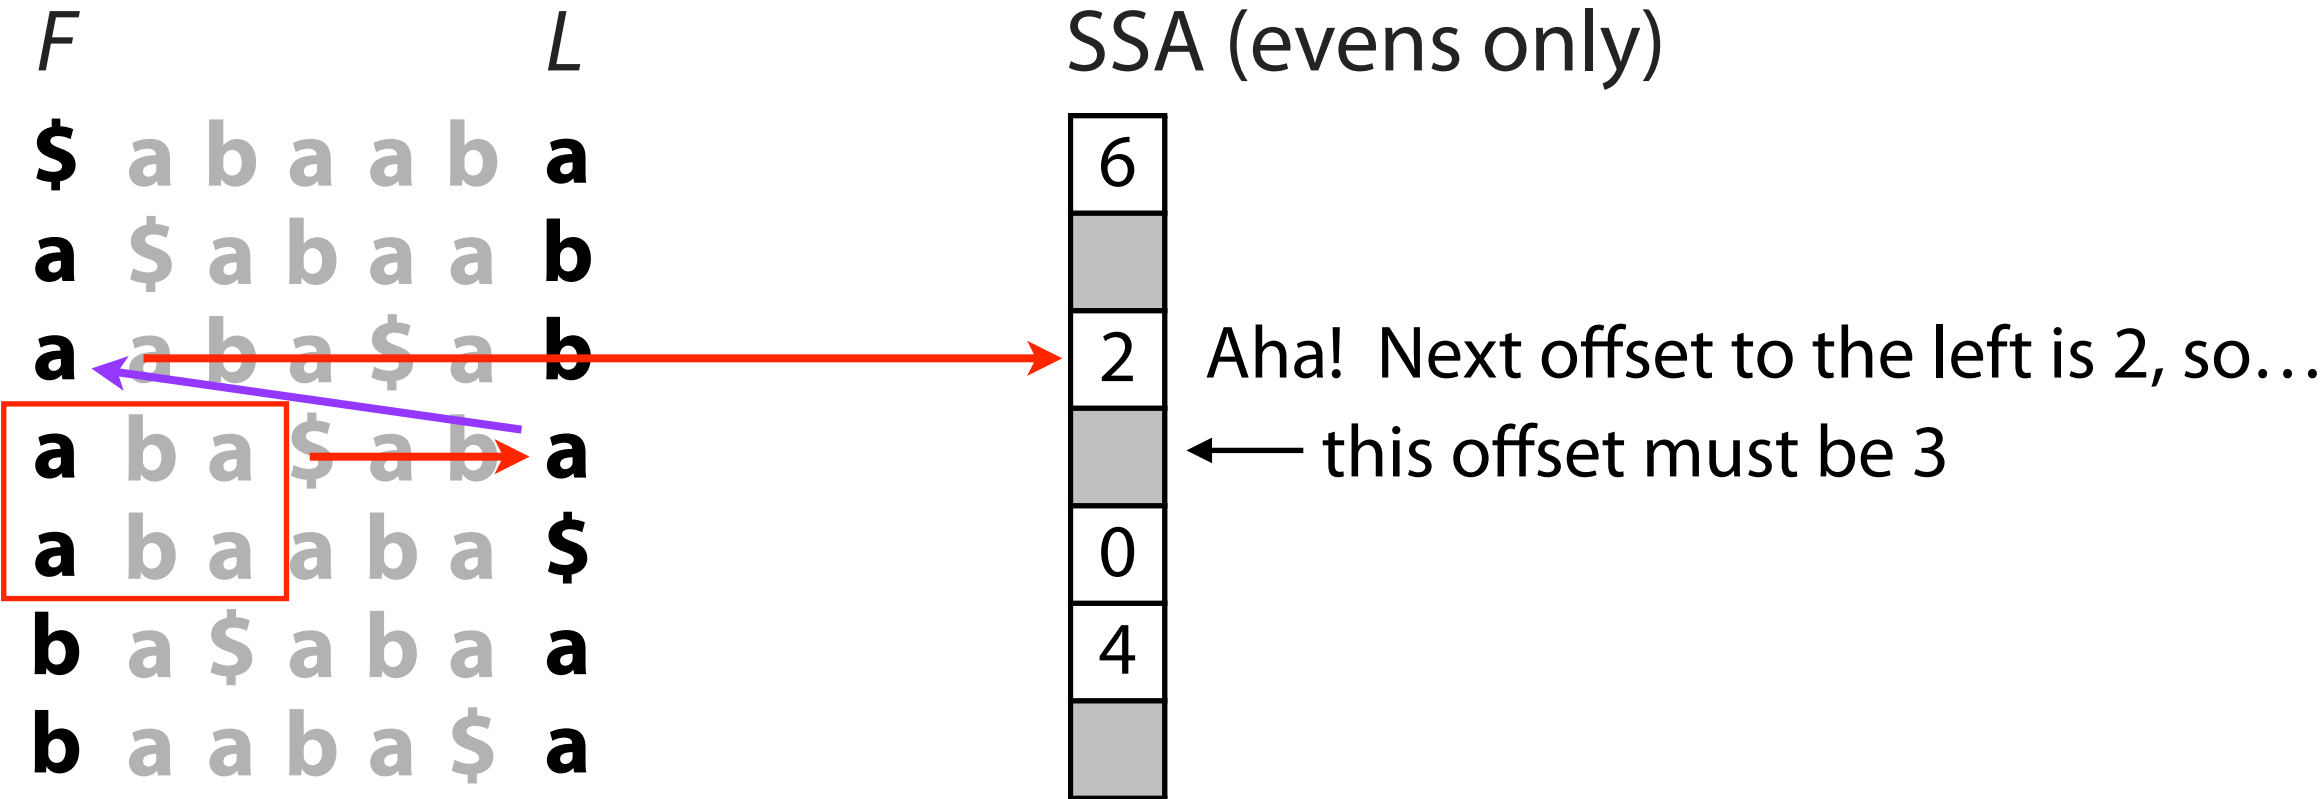 F L SSA (evens only)
$ a b a a b a 6
a $ a b a a b
a a b a $ a b 2 Aha! Next offset to the left is 2, so…
a b a $ a b a this offset must be 3
a b a a b a $ 0
b a $ a b a a 4
b a a b a $ a